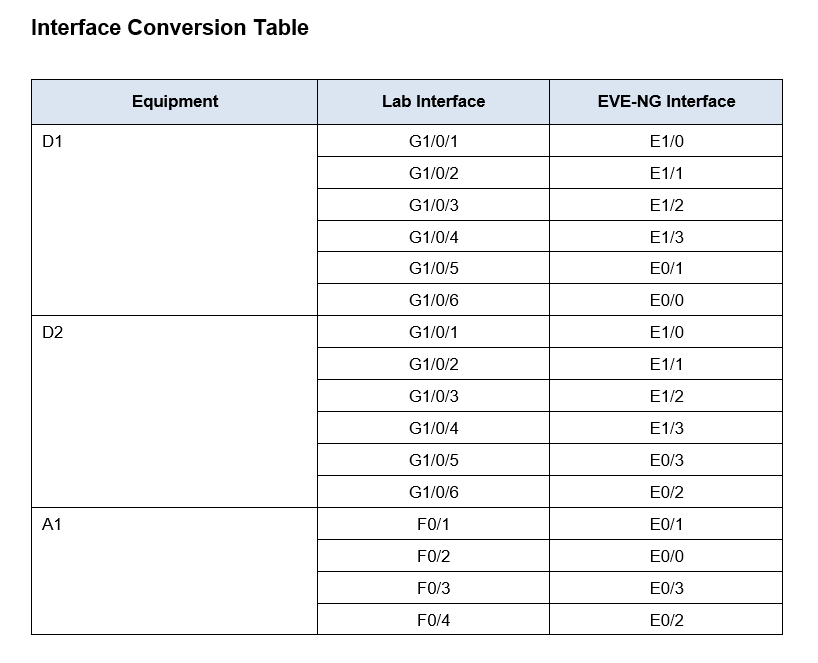 Interface Conversion Table
Equipment Lab Interface EVE-NG Interface
D1 G1/0/1 E1/0
G1/0/2 E1/1
G1/0/3 E1/2
G1/0/4 E1/3
G1/0/5 E0/1
G1/0/6 E0/0
D2 G1/0/1 E1/0
G1/0/2 E1/1
G1/0/3 E1/2
G1/0/4 E1/3
G1/0/5 E0/3
G1/0/6 E0/2
A1 F0/1 E0/1
F0/2 E0/0
F0/3 E0/3
F0/4 E0/2